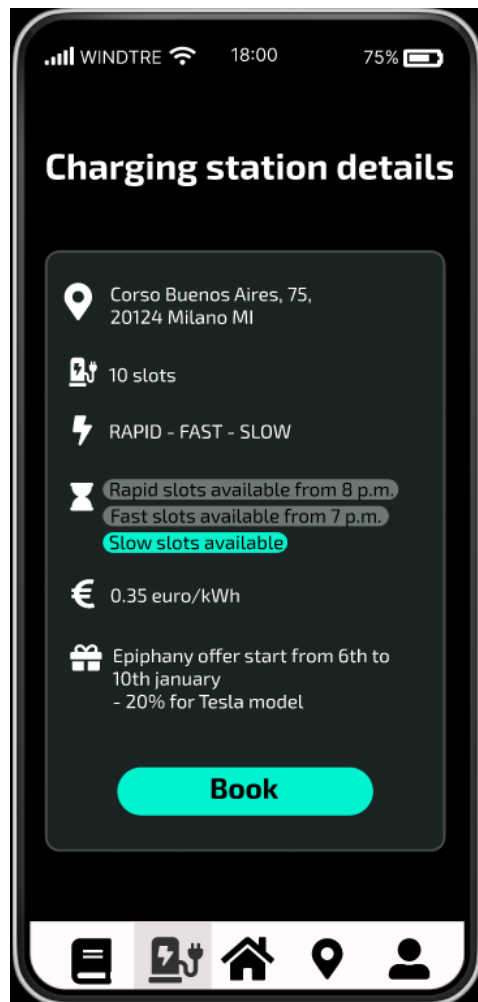 WINDTRE 18:00 75%
Charging station details
Corso Buenos Aires, 75,
20124 Milano MI
10 slots
RAPID - FAST - SLOW
Rapid slots available from 8 p.m.
Fast slots available from 7 p.m.
Slow slots available
0.35 euro/kWh
Epiphany offer start from 6th to
10th january
- 20% for Tesla model
Book